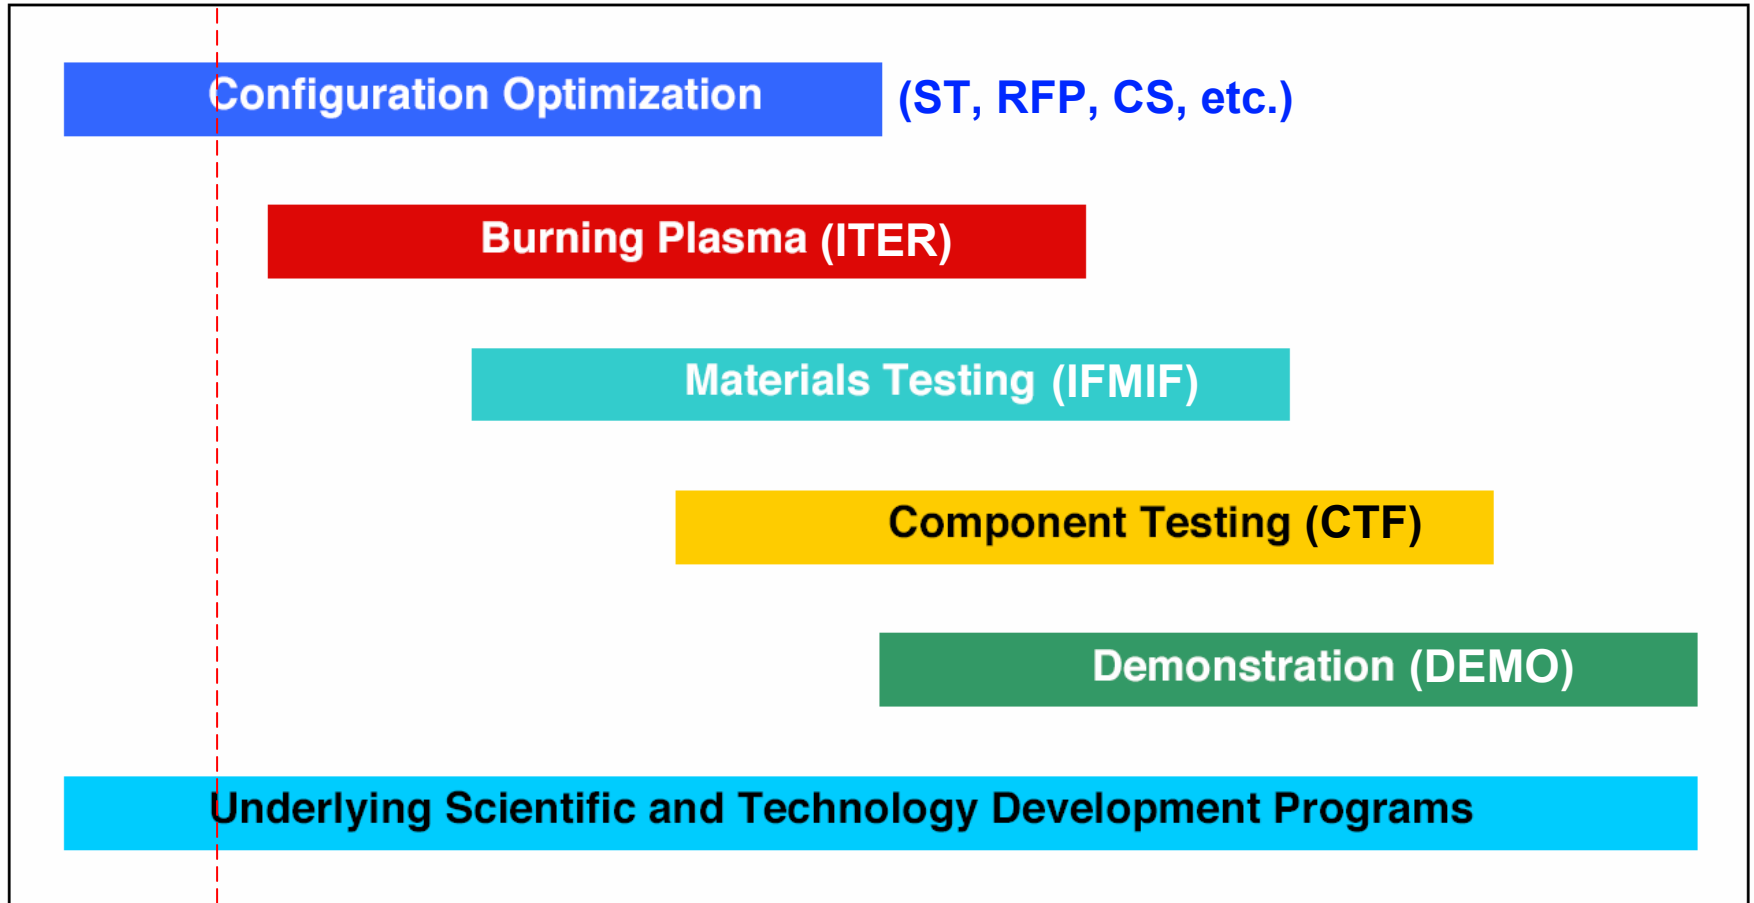 Configuration Optimization (ST, RFP, CS, etc.)
Burning Plasma (ITER)
Materials Testing (IFMIF)
Component Testing (CTF)
Demonstration (DEMO)
Underlying Scientific and Technology Development Programs